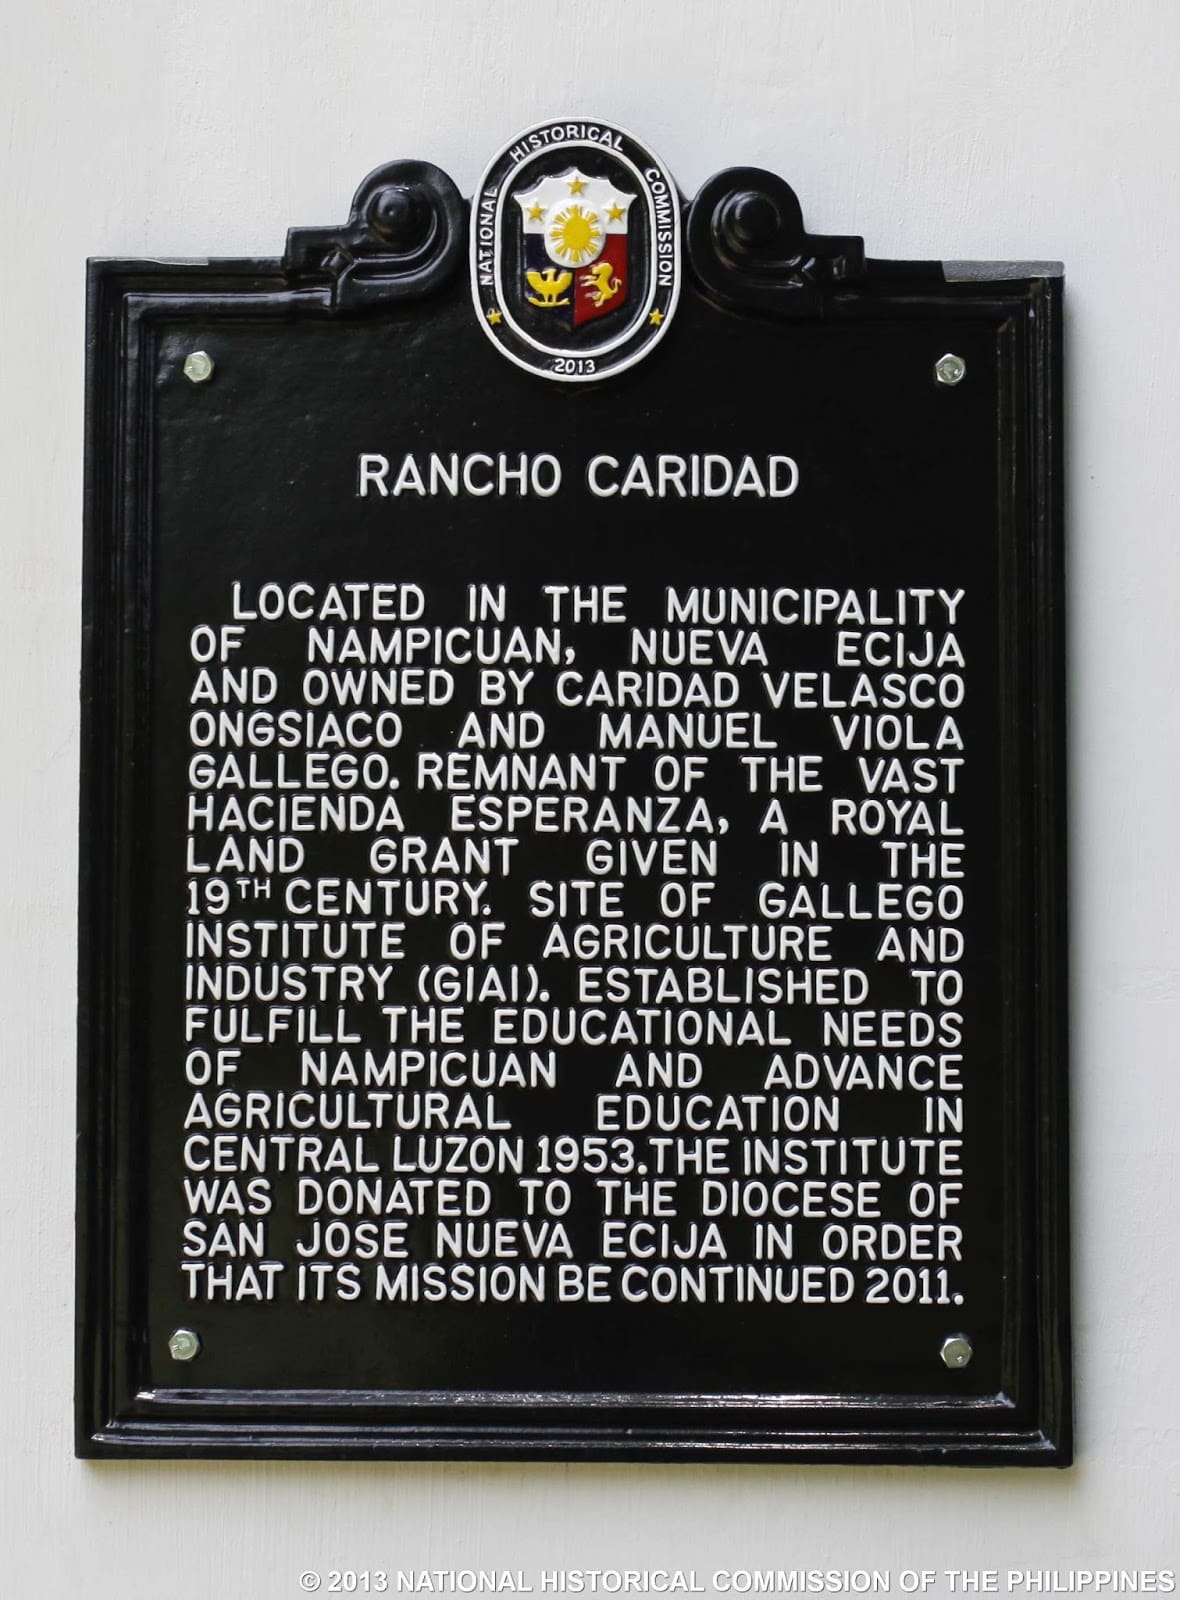 NATIONAL HISTORICAL COMMISSION
2013
RANCHO CARIDAD
LOCATED IN THE MUNICIPALITY
OF NAMPICUAN, NUEVA ECIJA
AND OWNED BY CARIDAD VELASCO
ONGSIACO AND MANUEL VIOLA
GALLEGO. REMNANT OF THE VAST
HACIENDA ESPERANZA, A ROYAL
LAND GRANT GIVEN IN THE
19TH CENTURY. SITE OF GALLEGO
INSTITUTE OF AGRICULTURE AND
INDUSTRY (GIAI). ESTABLISHED TO
FULFILL THE EDUCATIONAL NEEDS
OF NAMPICUAN AND ADVANCE
AGRICULTURAL EDUCATION IN
CENTRAL LUZON 1953. THE INSTITUTE
WAS DONATED TO THE DIOCESE OF
SAN JOSE NUEVA ECIJA IN ORDER
THAT ITS MISSION BE CONTINUED 2011.
© 2013 NATIONAL HISTORICAL COMMISSION OF THE PHILIPPINES